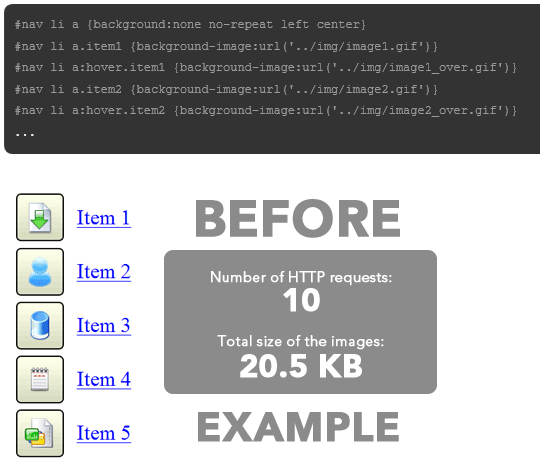 #nav li a {background:none no-repeat left center}
#nav li a.item1 {background-image:url('../img/image1.gif')}
#nav li a:hover.item1 {background-image:url('../img/image1_over.gif')}
#nav li a.item2 {background-image:url('../img/image2.gif')}
#nav li a:hover.item2 {background-image:url('../img/image2_over.gif')}
...
Item 1
Item 2
Item 3
Item 4
Item 5
BEFORE
Number of HTTP requests:
10
Total size of the images:
20.5 KB
EXAMPLE